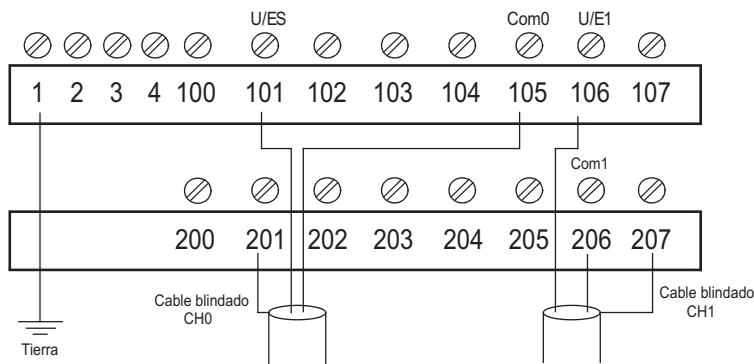 U/ES Com0 U/E1
1 2 3 4 100 101 102 103 104 105 106 107
Com1
200 201 202 203 204 205 206 207
Cable blindado
CH0
Cable blindado
CH1
Tierra